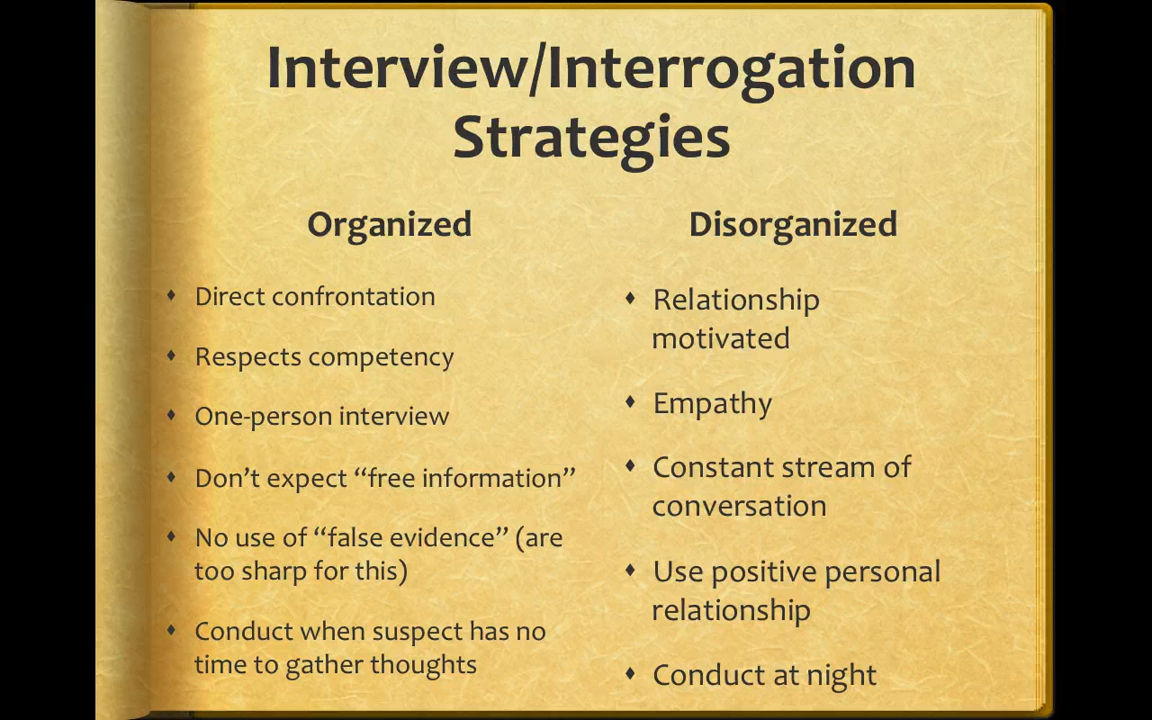 Interview/Interrogation
Strategies
Organized
Direct confrontation
Respects competency
One-person interview
Don’t expect “free information”
No use of “false evidence” (are
too sharp for this)
Conduct when suspect has no
time to gather thoughts
Disorganized
Relationship
motivated
Empathy
Constant stream of
conversation
Use positive personal
relationship
Conduct at night